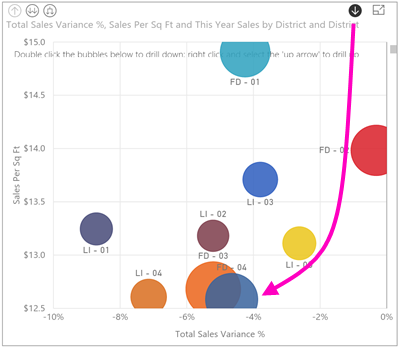 Total Sales Variance %, Sales Per Sq Ft and This Year Sales by District and District
Double click the bubbles below to drill down; right click and select the 'up arrow' to drill up
$15.0
$14.5
$14.0
$13.5
$13.0
$12.5
Sales Per Sq Ft
FD - 01
FD - 02
LI - 03
LI - 01
LI - 02
FD - 03
LI - 05
LI - 04
FD - 04
-10%
-8%
-6%
-4%
-2%
0%
Total Sales Variance %